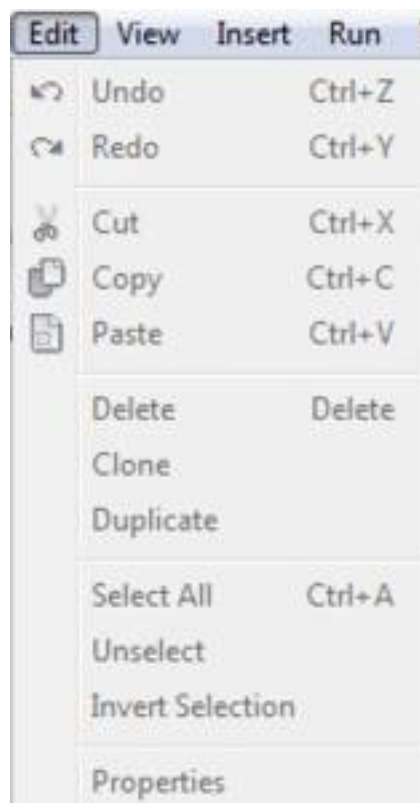 Edit View Insert Run
Undo Ctrl+Z
Redo Ctrl+Y
Cut Ctrl+X
Copy Ctrl+C
Paste Ctrl+V
Delete Delete
Clone
Duplicate
Select All Ctrl+A
Unselect
Invert Selection
Properties